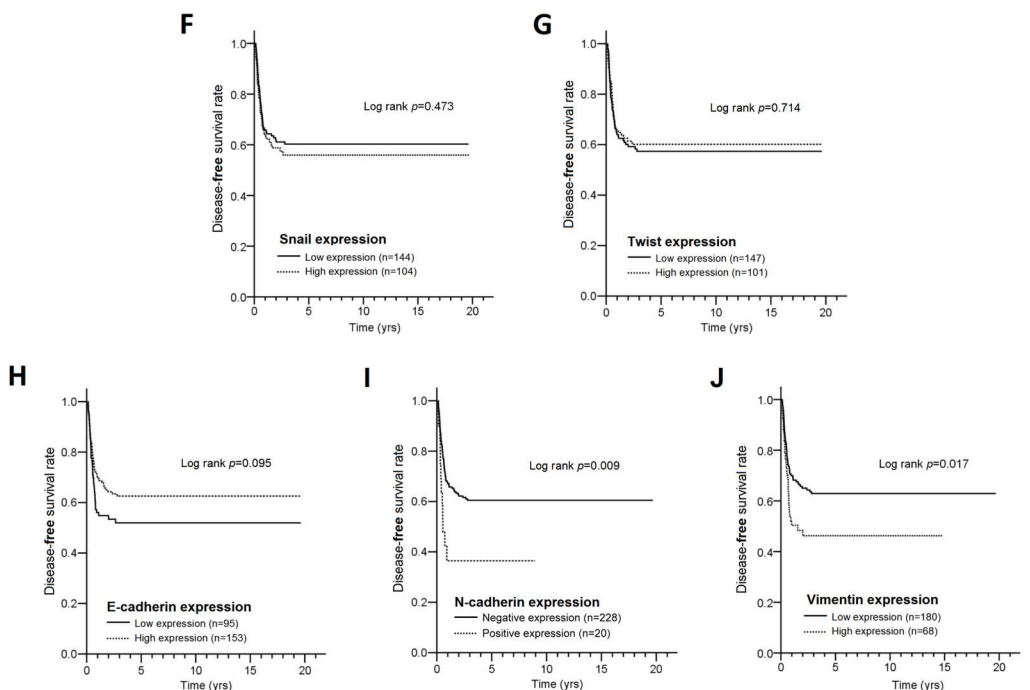 F
Disease-free survival rate
1.0
0.8
0.6
0.4
0.2
0.0
Log rank p=0.473
Snail expression
Low expression (n=144)
High expression (n=104)
0 5 10 15 20
Time (yrs)
G
Disease-free survival rate
1.0
0.8
0.6
0.4
0.2
0.0
Log rank p=0.714
Twist expression
Low expression (n=147)
High expression (n=101)
0 5 10 15 20
Time (yrs)
H
Disease-free survival rate
1.0
0.8
0.6
0.4
0.2
0.0
Log rank p=0.095
E-cadherin expression
Low expression (n=95)
High expression (n=153)
0 5 10 15 20
Time (yrs)
I
Disease-free survival rate
1.0
0.8
0.6
0.4
0.2
0.0
Log rank p=0.009
N-cadherin expression
Negative expression (n=228)
Positive expression (n=20)
0 5 10 15 20
Time (yrs)
J
Disease-free survival rate
1.0
0.8
0.6
0.4
0.2
0.0
Log rank p=0.017
Vimentin expression
Low expression (n=180)
High expression (n=68)
0 5 10 15 20
Time (yrs)